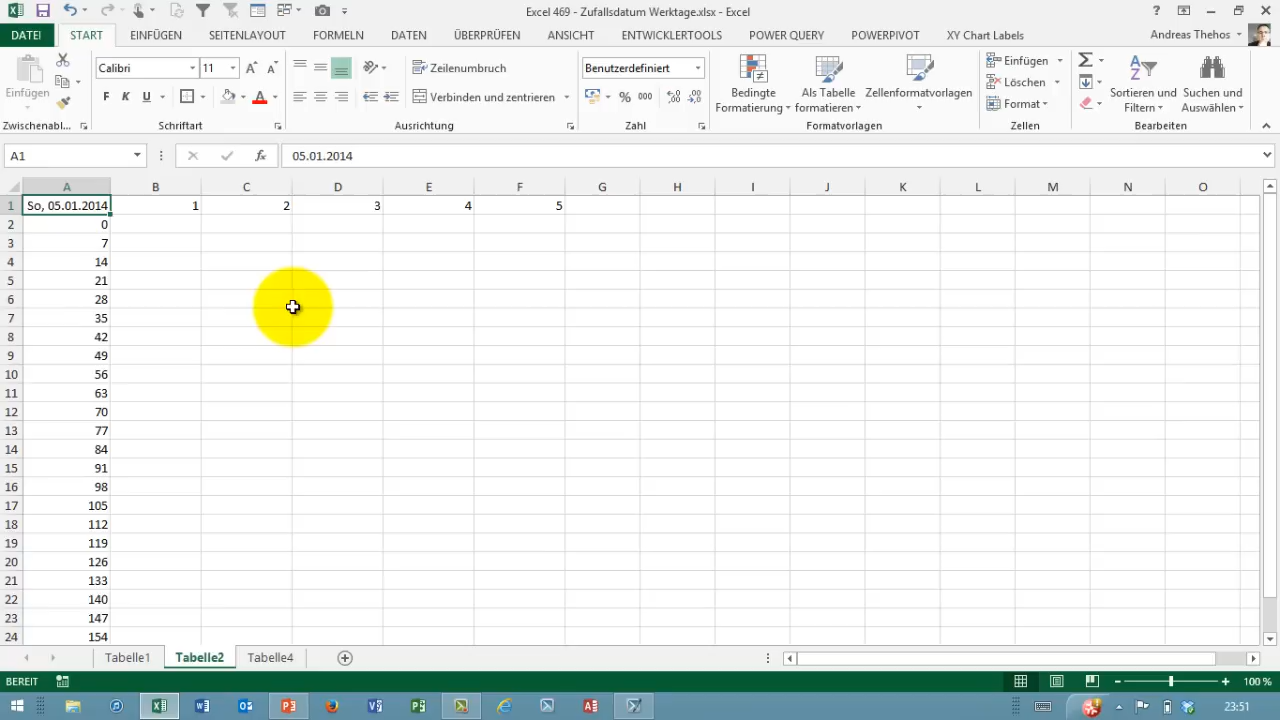 Excel 469 - Zufallsdatum Werktage.xlsx - Excel
DATEI START EINFÜGEN SEITENLAYOUT FORMELN DATEN ÜBERPRÜFEN ANSICHT ENTWICKLERTOOLS POWER QUERY POWERPIVOT XY Chart Labels Andreas Thehos
Einfügen
Calibri 11
F K U
Zeilenumbruch
Verbinden und zentrieren
Benutzerdefiniert
% 000
Bedingte Formatierung
Als Tabelle formatieren
Zellenformatvorlagen
Einfügen
Löschen
Format
Sortieren und Filtern
Suchen und Auswählen
Zwischenabl... Schriftart Ausrichtung Zahl Formatvorlagen Zellen Bearbeiten
A1 fx 05.01.2014
A B C D E F G H I J K L M N O
1 So, 05.01.2014 1 2 3 4 5
2 0
3 7
4 14
5 21
6 28
7 35
8 42
9 49
10 56
11 63
12 70
13 77
14 84
15 91
16 98
17 105
18 112
19 119
20 126
21 133
22 140
23 147
24 154
Tabelle1 Tabelle2 Tabelle4
BEREIT 100 %
23:51